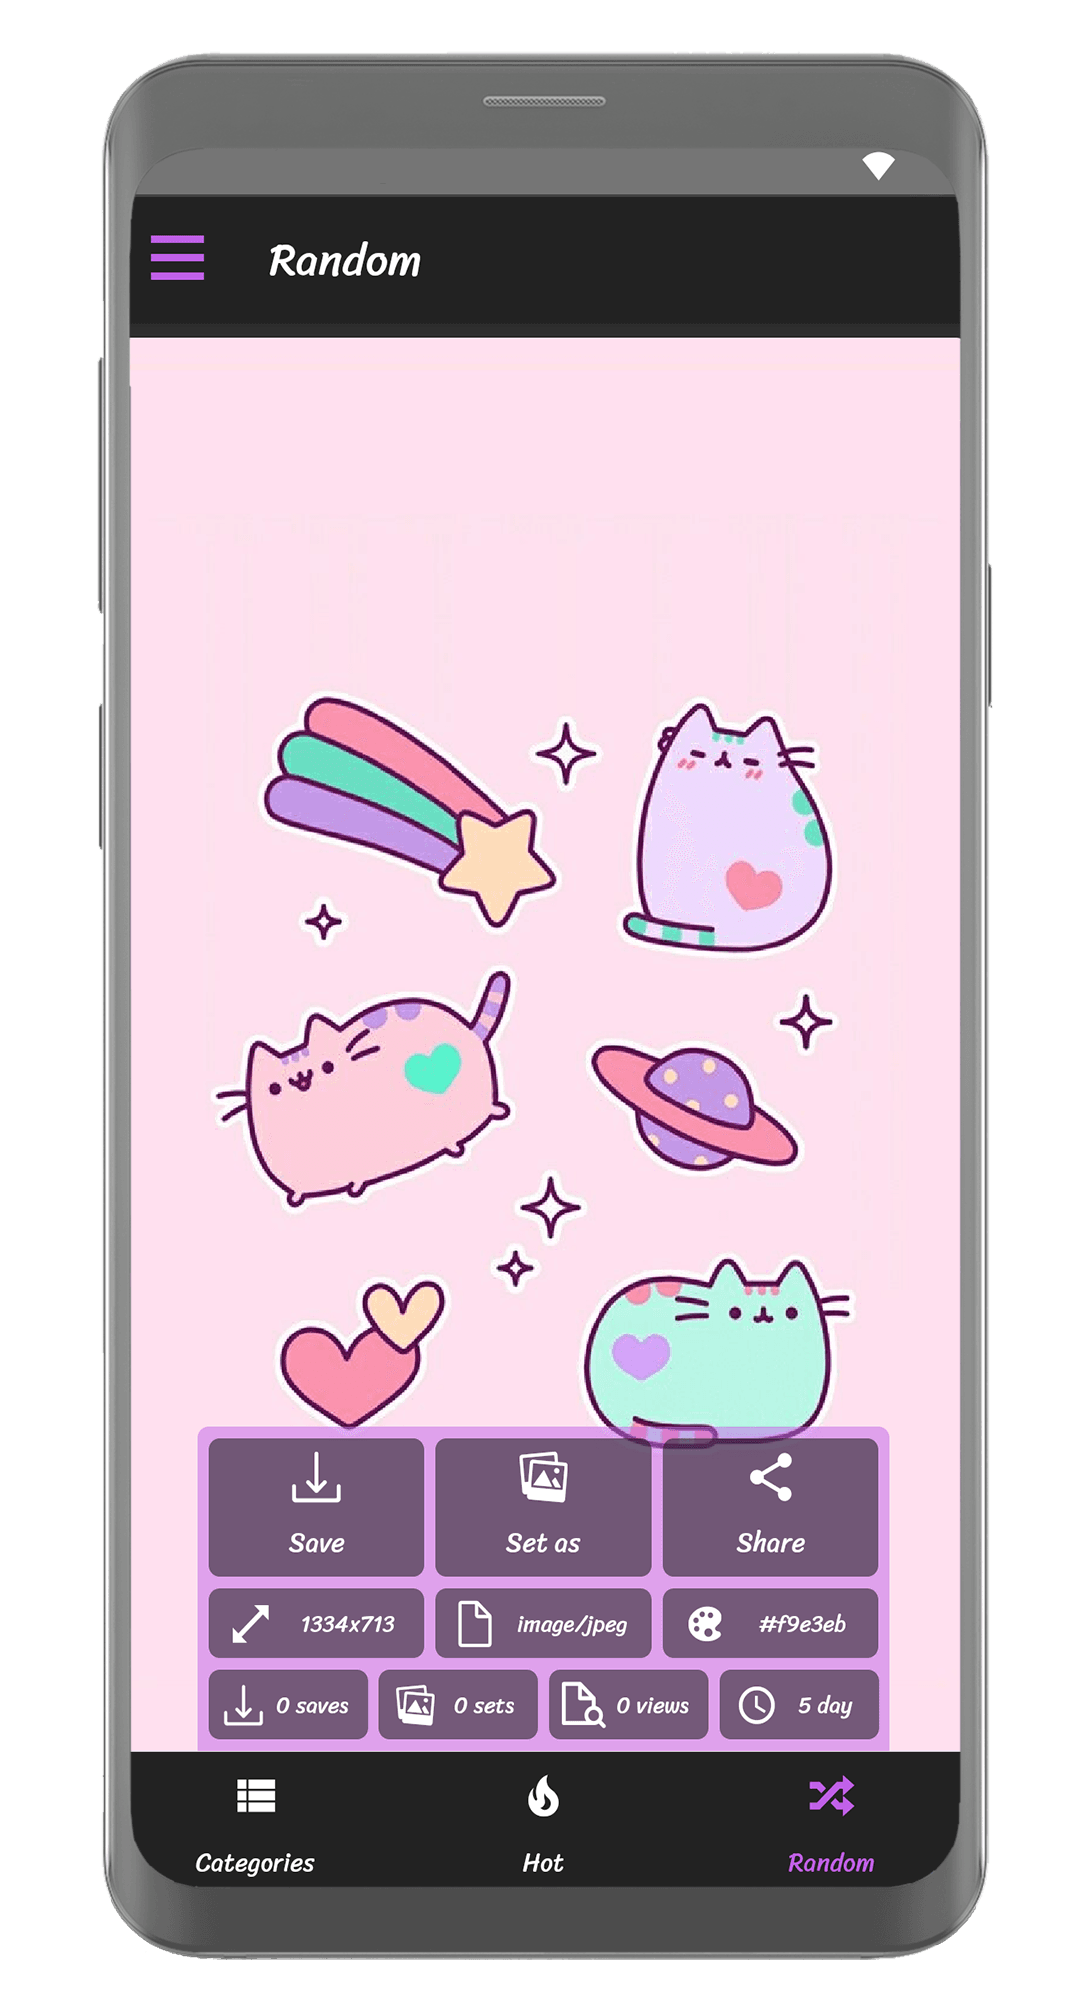 Random
Save
Set as
Share
1334x713
image/jpeg
#f9e3eb
0 saves
0 sets
0 views
5 day
Categories
Hot
Random